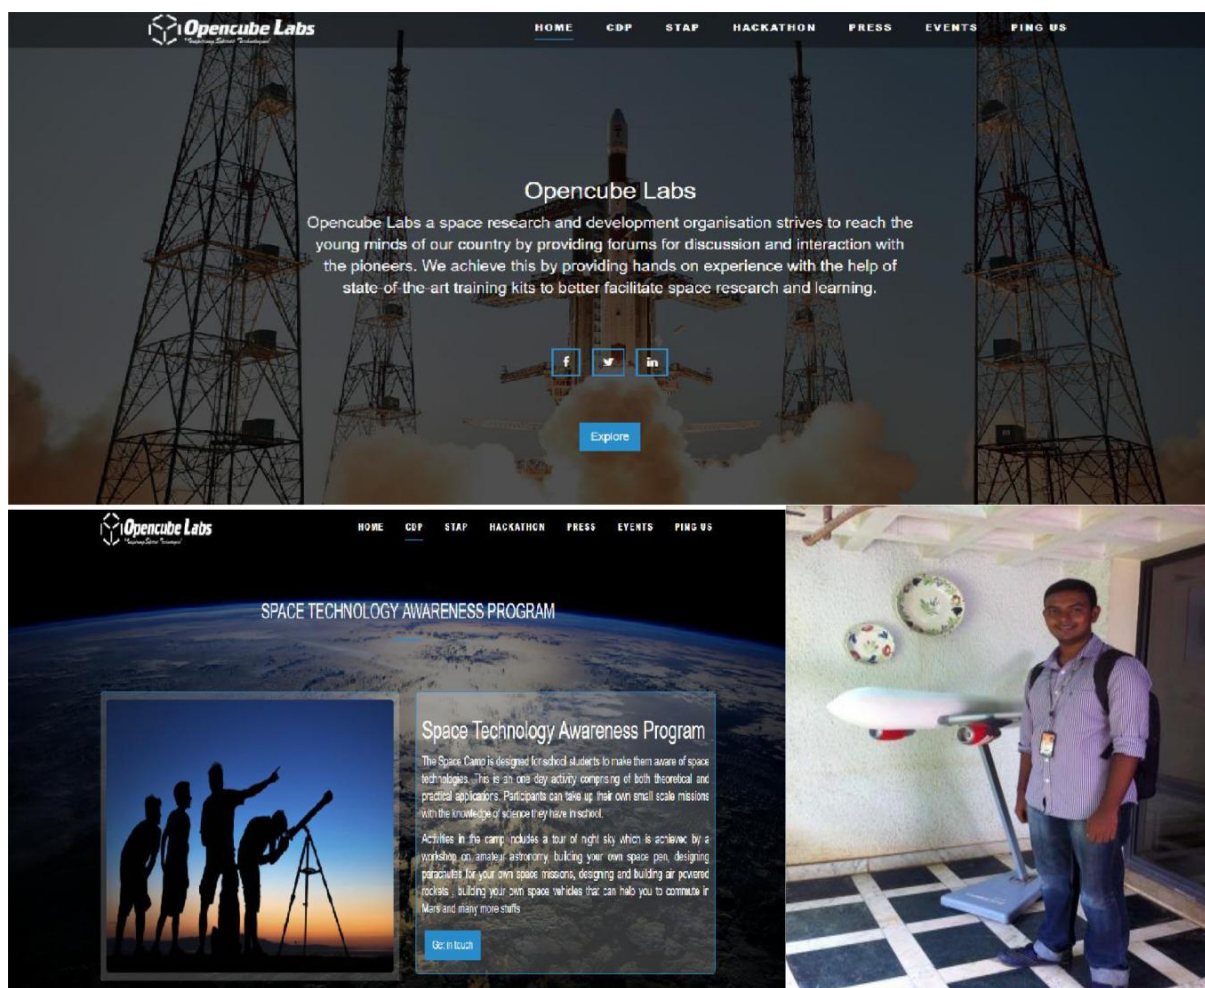 Opencube Labs
"Inspiring Science Technologies"
HOME CDP STAP HACKATHON PRESS EVENTS PING US
Opencube Labs
Opencube Labs a space research and development organisation strives to reach the
young minds of our country by providing forums for discussion and interaction with
the pioneers. We achieve this by providing hands on experience with the help of
state-of-the-art training kits to better facilitate space research and learning.
f in
Explore
Opencube Labs
HOME CDP STAP HACKATHON PRESS EVENTS PING US
SPACE TECHNOLOGY AWARENESS PROGRAM
Space Technology Awareness Program
The Space Camp is designed for school students to make them aware of space
technologies. This is an one day activity comprising of both theoretical and
practical applications. Participants can take up their own small scale missions
with the knowledge of science they have in school.
Activities in the camp includes a tour of night sky which is achieved by a
workshop on amateur astronomy, building your own space pen, designing
parachutes for your own space missions, designing and building air powered
rockets , building your own space vehicles that can help you to commute in
Mars and many more stuffs
Get in touch